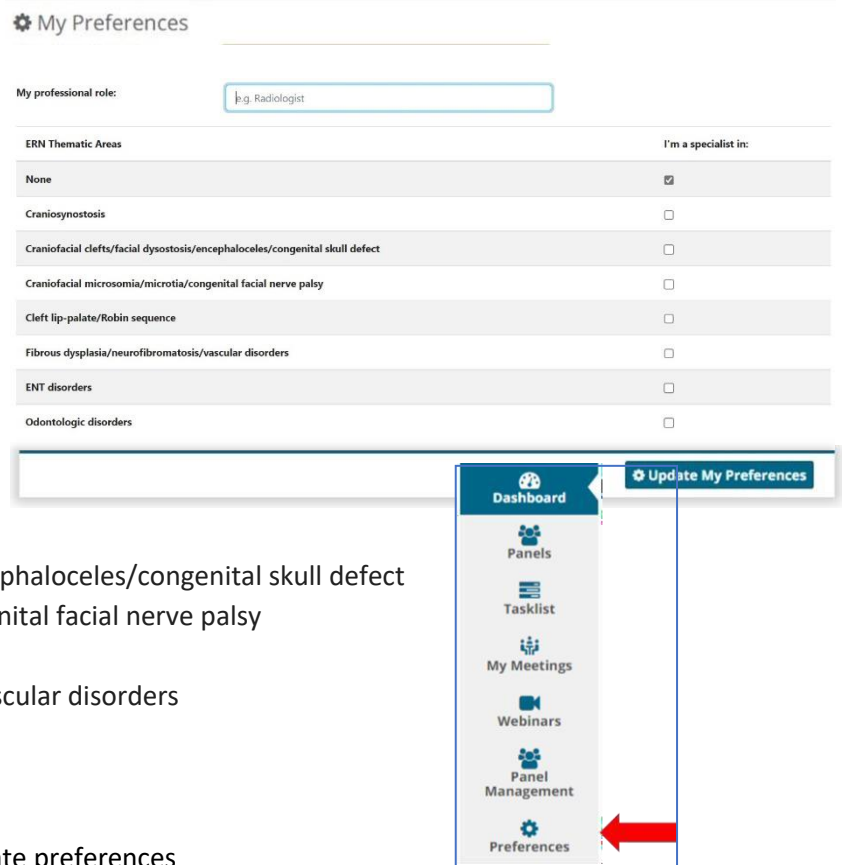 My Preferences
My professional role:
e.g. Radiologist
ERN Thematic Areas I'm a specialist in:
None
Craniosynostosis
Craniofacial clefts/facial dysostosis/encephaloceles/congenital skull defect
Craniofacial microsomia/microtia/congenital facial nerve palsy
Cleft lip-palate/Robin sequence
Fibrous dysplasia/neurofibromatosis/vascular disorders
ENT disorders
Odontologic disorders
Update My Preferences
Dashboard
Panels
Tasklist
My Meetings
Webinars
Panel
Management
Preferences
phaloceles/congenital skull defect
nital facial nerve palsy
scular disorders
te preferences